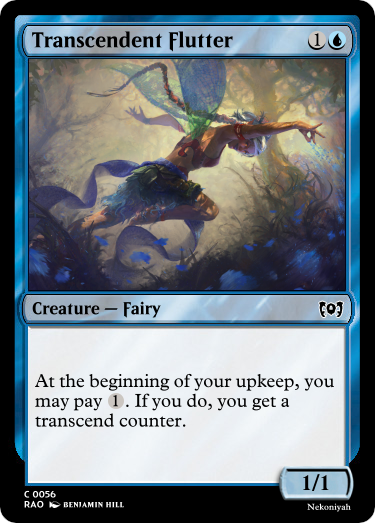 Transcendent Flutter 1
Creature — Fairy
At the beginning of your upkeep, you
may pay 1. If you do, you get a
transcend counter.
1/1
C 0056
RAO BENJAMIN HILL
Nekoniyah